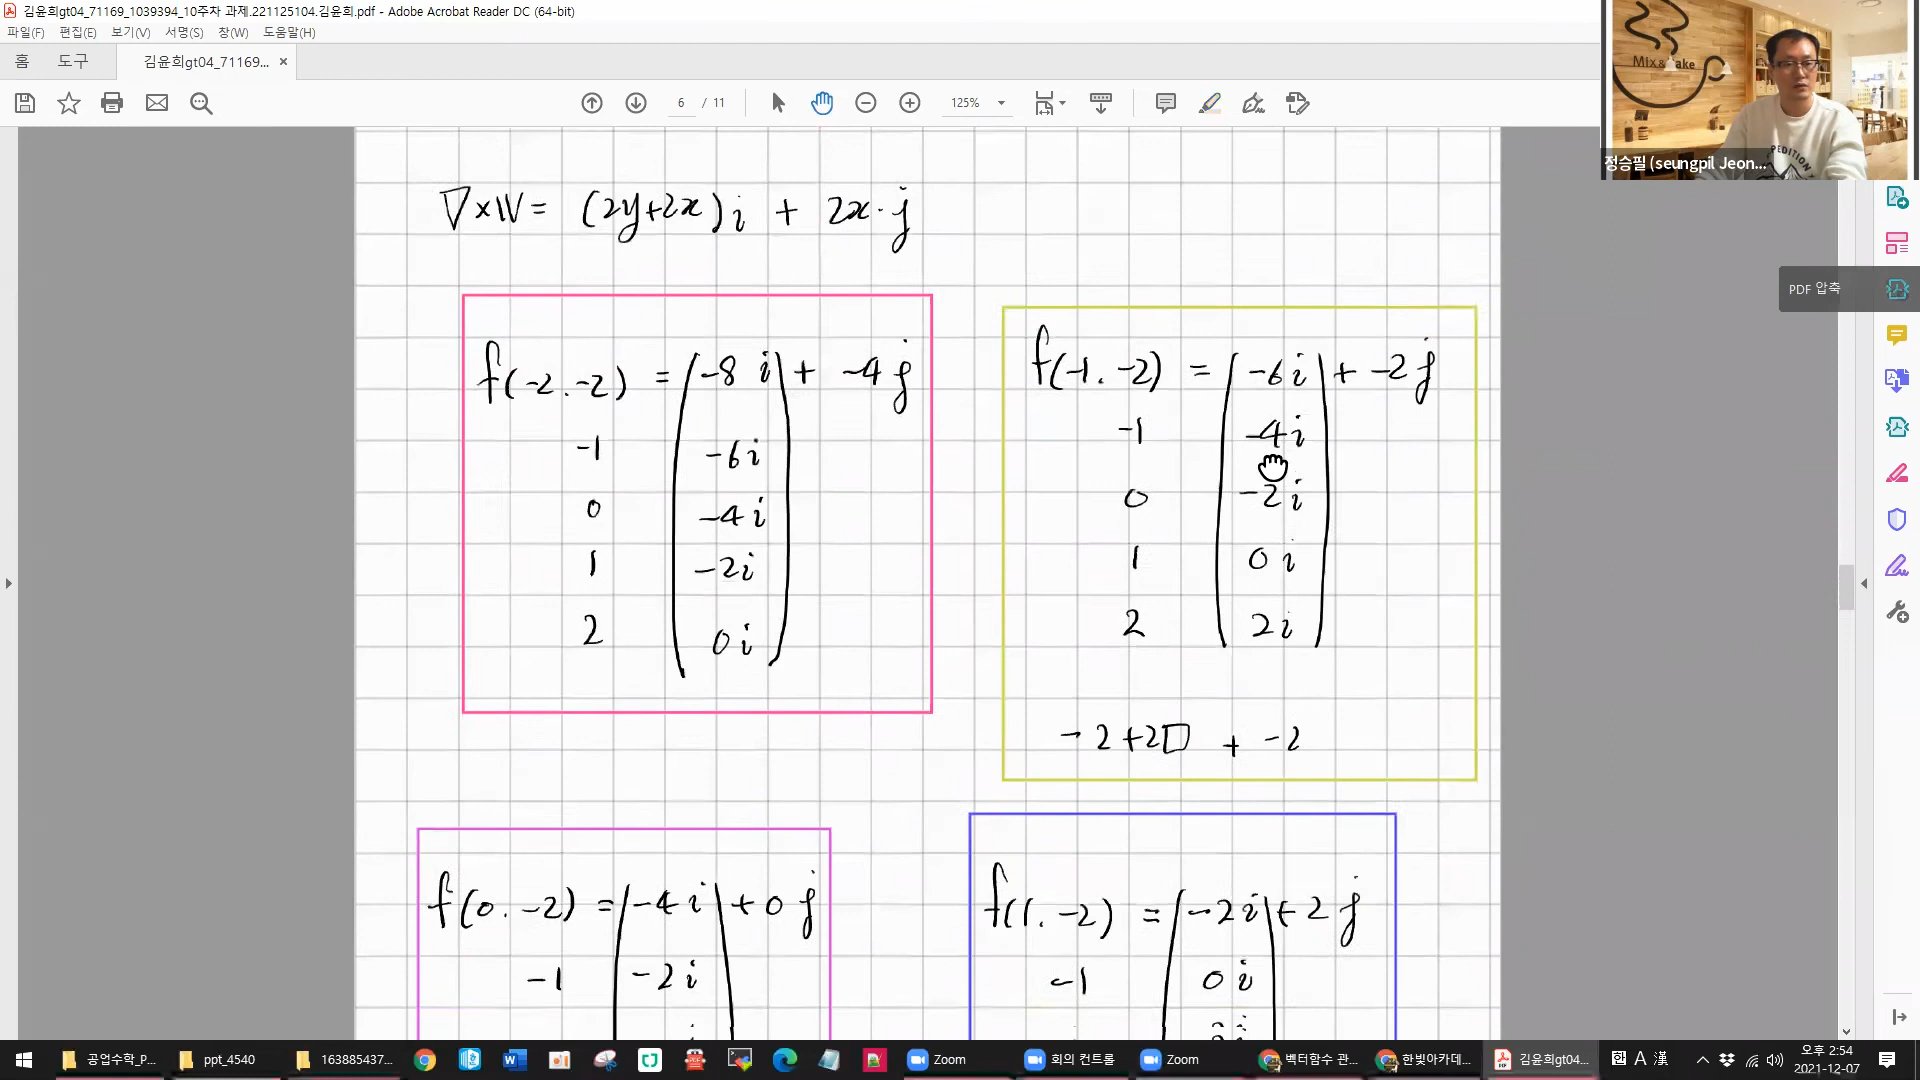 김윤희gt04_71169_1039394_10주차 과제.221125104.김윤희.pdf - Adobe Acrobat Reader DC (64-bit)
파일(F) 편집(E) 보기(V) 서명(S) 창(W) 도움말(H)
홈 도구 김윤희gt04_71169... ×
6 / 11 125%
Mix&
정승필 (seungpil Jeon...
PDF 압축
∇×V = (2y+2x)i + 2x·j
f(-2.-2) = -8i + -4j
-1 -6i
0 -4i
1 -2i
2 0i
f(-1.-2) = -6i + -2j
-1 -4i
0 -2i
1 0i
2 2i
-2+2□ + -2
f(0.-2) = -4i + 0j
-1 -2i
f(1.-2) = -2i + 2j
-1 0i
공업수학_P... ppt_4540 163885437... Zoom 회의 컨트롤 Zoom 벡터함수 관... 한빛아카데... 김윤희gt04... A 漢 오후 2:54
2021-12-07